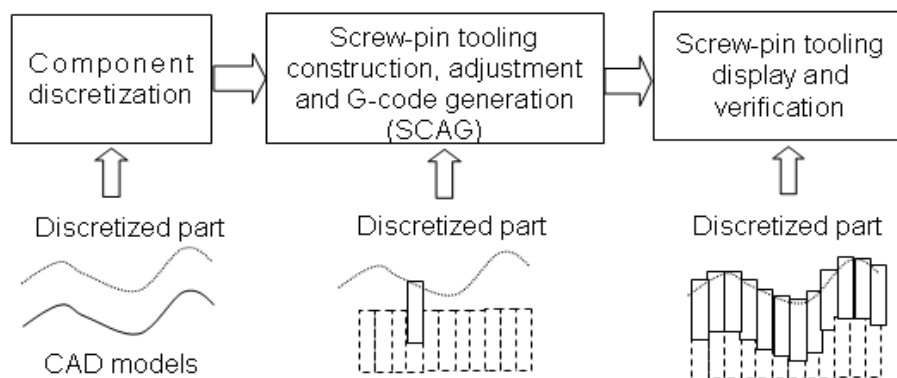 Component
discretization
Screw-pin tooling
construction, adjustment
and G-code generation
(SCAG)
Screw-pin tooling
display and
verification
Discretized part
Discretized part
Discretized part
CAD models